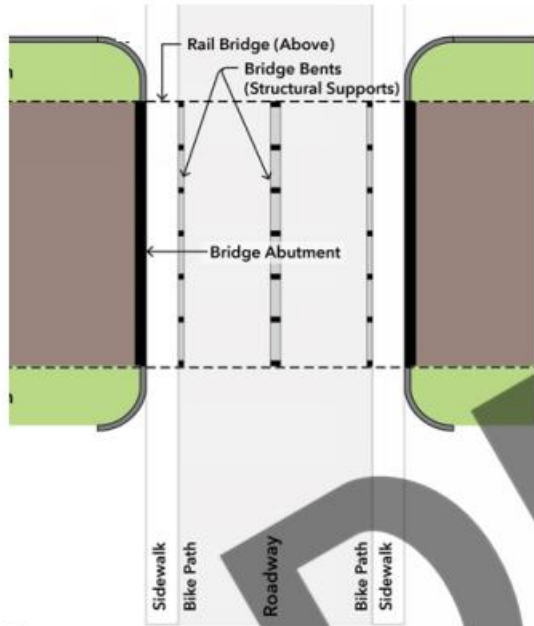 Rail Bridge (Above)
Bridge Bents
(Structural Supports)
Bridge Abutment
Sidewalk
Bike Path
Roadway
Bike Path
Sidewalk